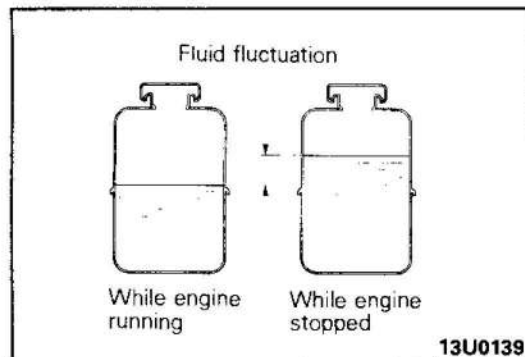 Fluid fluctuation
While engine
running
While engine
stopped
13U0139